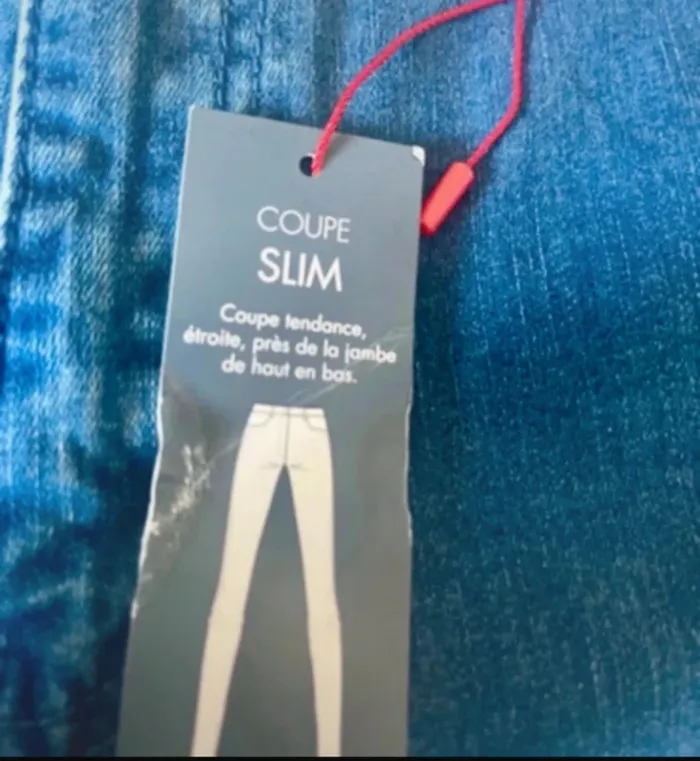 COUPE
SLIM
Coupe tendance,
étroite, près de la jambe
de haut en bas.